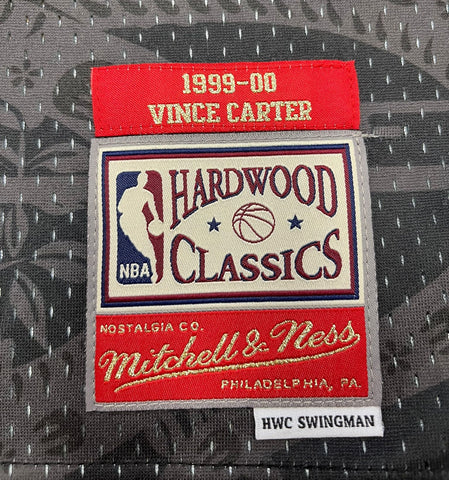 1999-00
VINCE CARTER
HARDWOOD
CLASSICS
NBA
NOSTALGIA CO.
Mitchell & Ness
PHILADELPHIA, PA.
HWC SWINGMAN